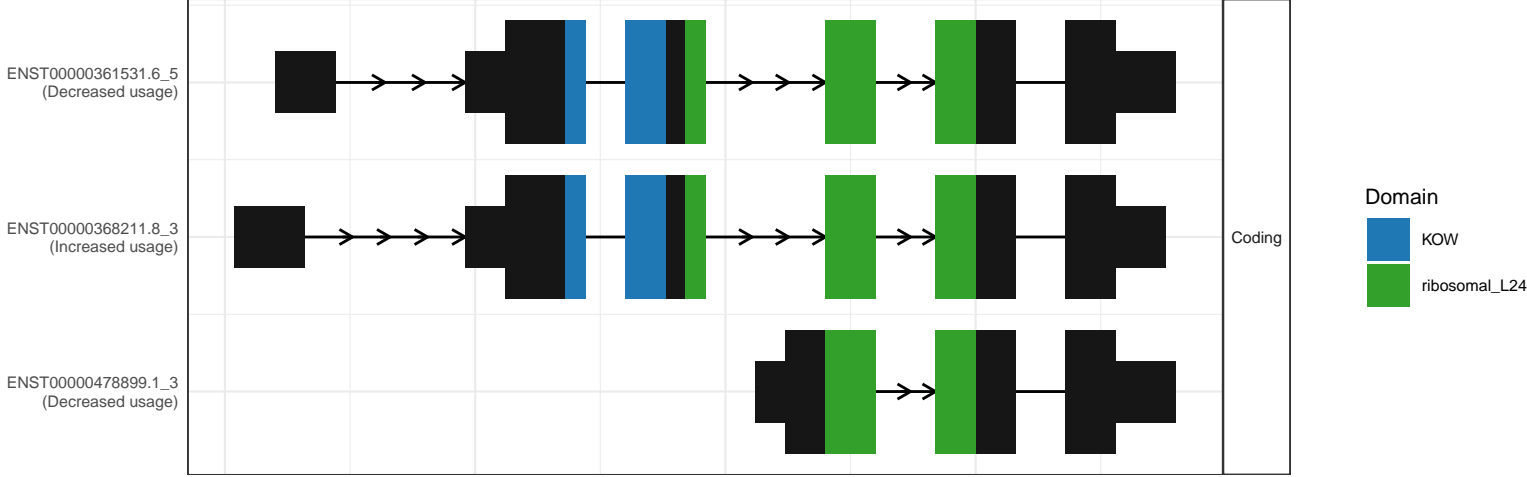 ENST00000361531.6_5
(Decreased usage)
ENST00000368211.8_3
(Increased usage)
ENST00000478899.1_3
(Decreased usage)
Coding
Domain
KOW
ribosomal_L24